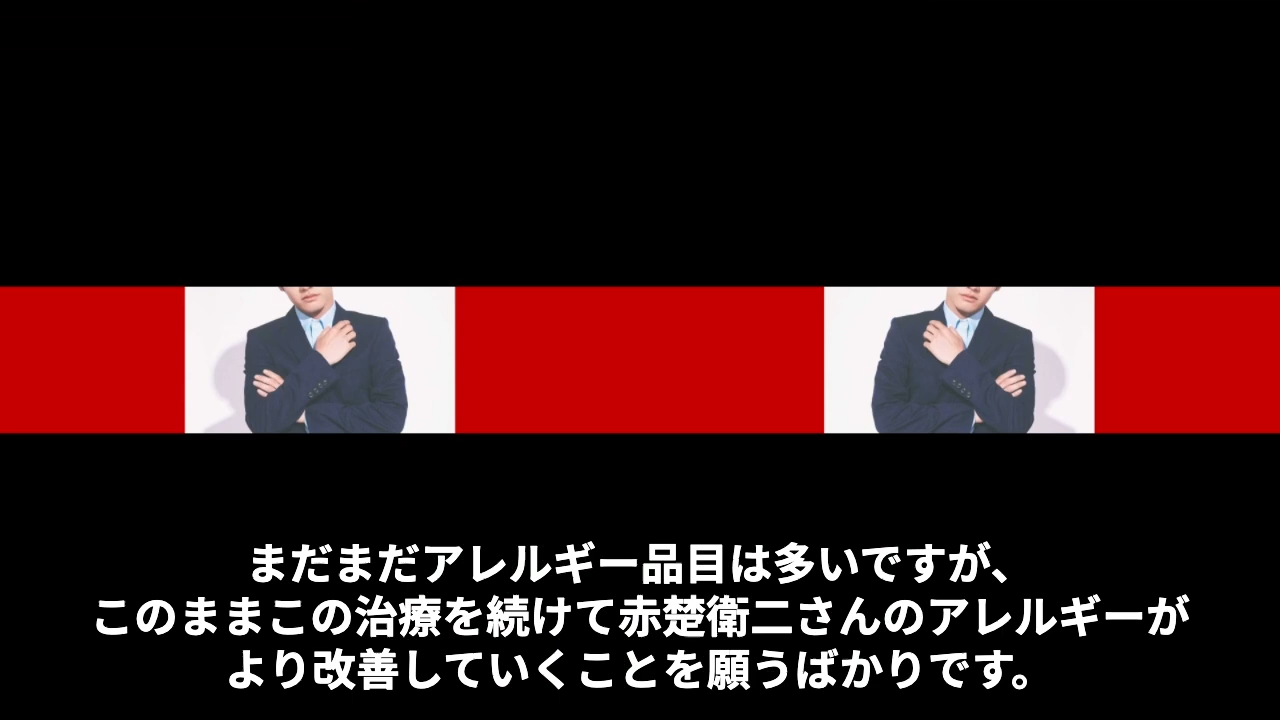 まだまだアレルギー品目は多いですが、
このままこの治療を続けて赤楚衛二さんのアレルギーが
より改善していくことを願うばかりです。